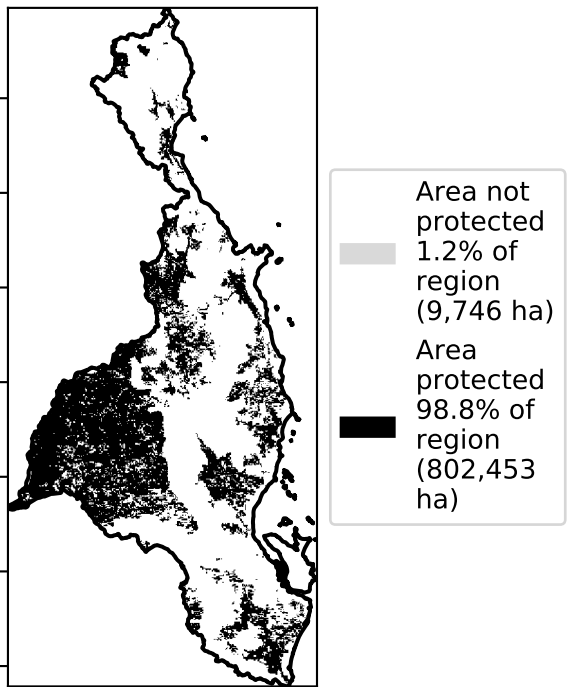 Area not
protected
1.2% of
region
(9,746 ha)
Area
protected
98.8% of
region
(802,453
ha)